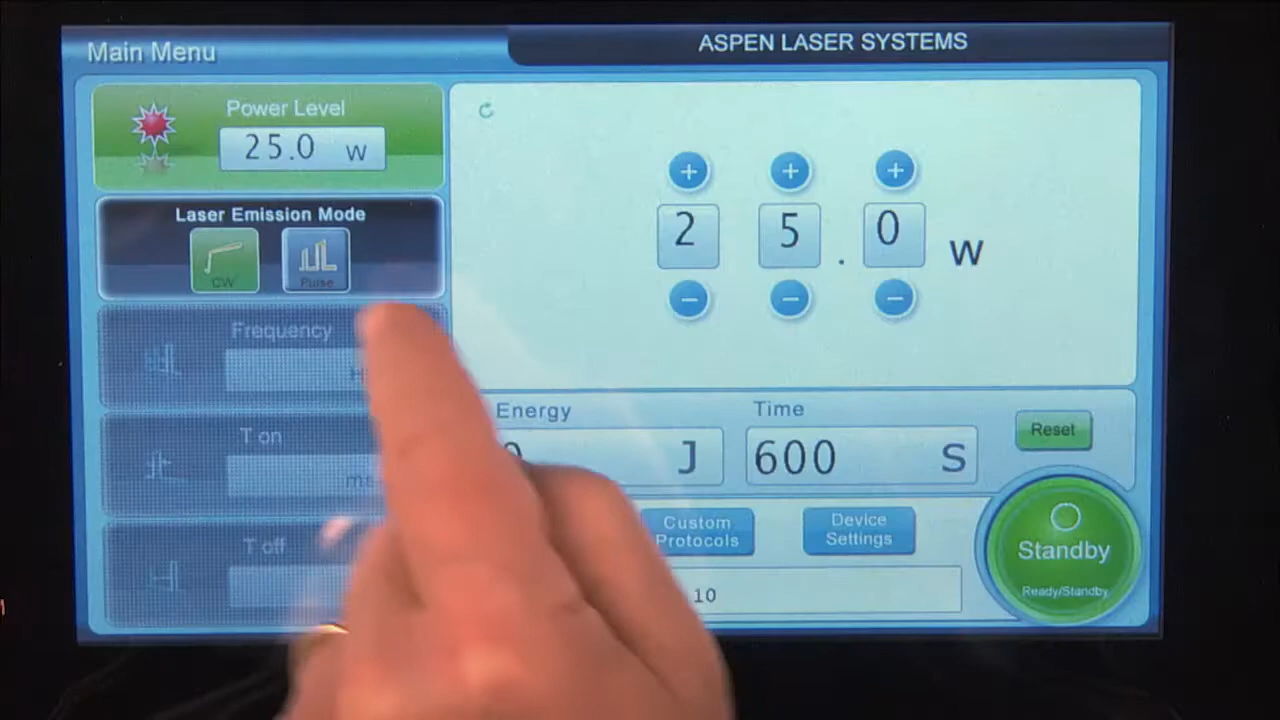 Main Menu
ASPEN LASER SYSTEMS
Power Level
25.0 W
Laser Emission Mode
CW
Pulse
Frequency
T on
T off
+ + +
2 5 . 0 W
− − −
Energy
J
Time
600 S
Reset
Custom
Protocols
Device
Settings
10
Standby
Ready/Standby